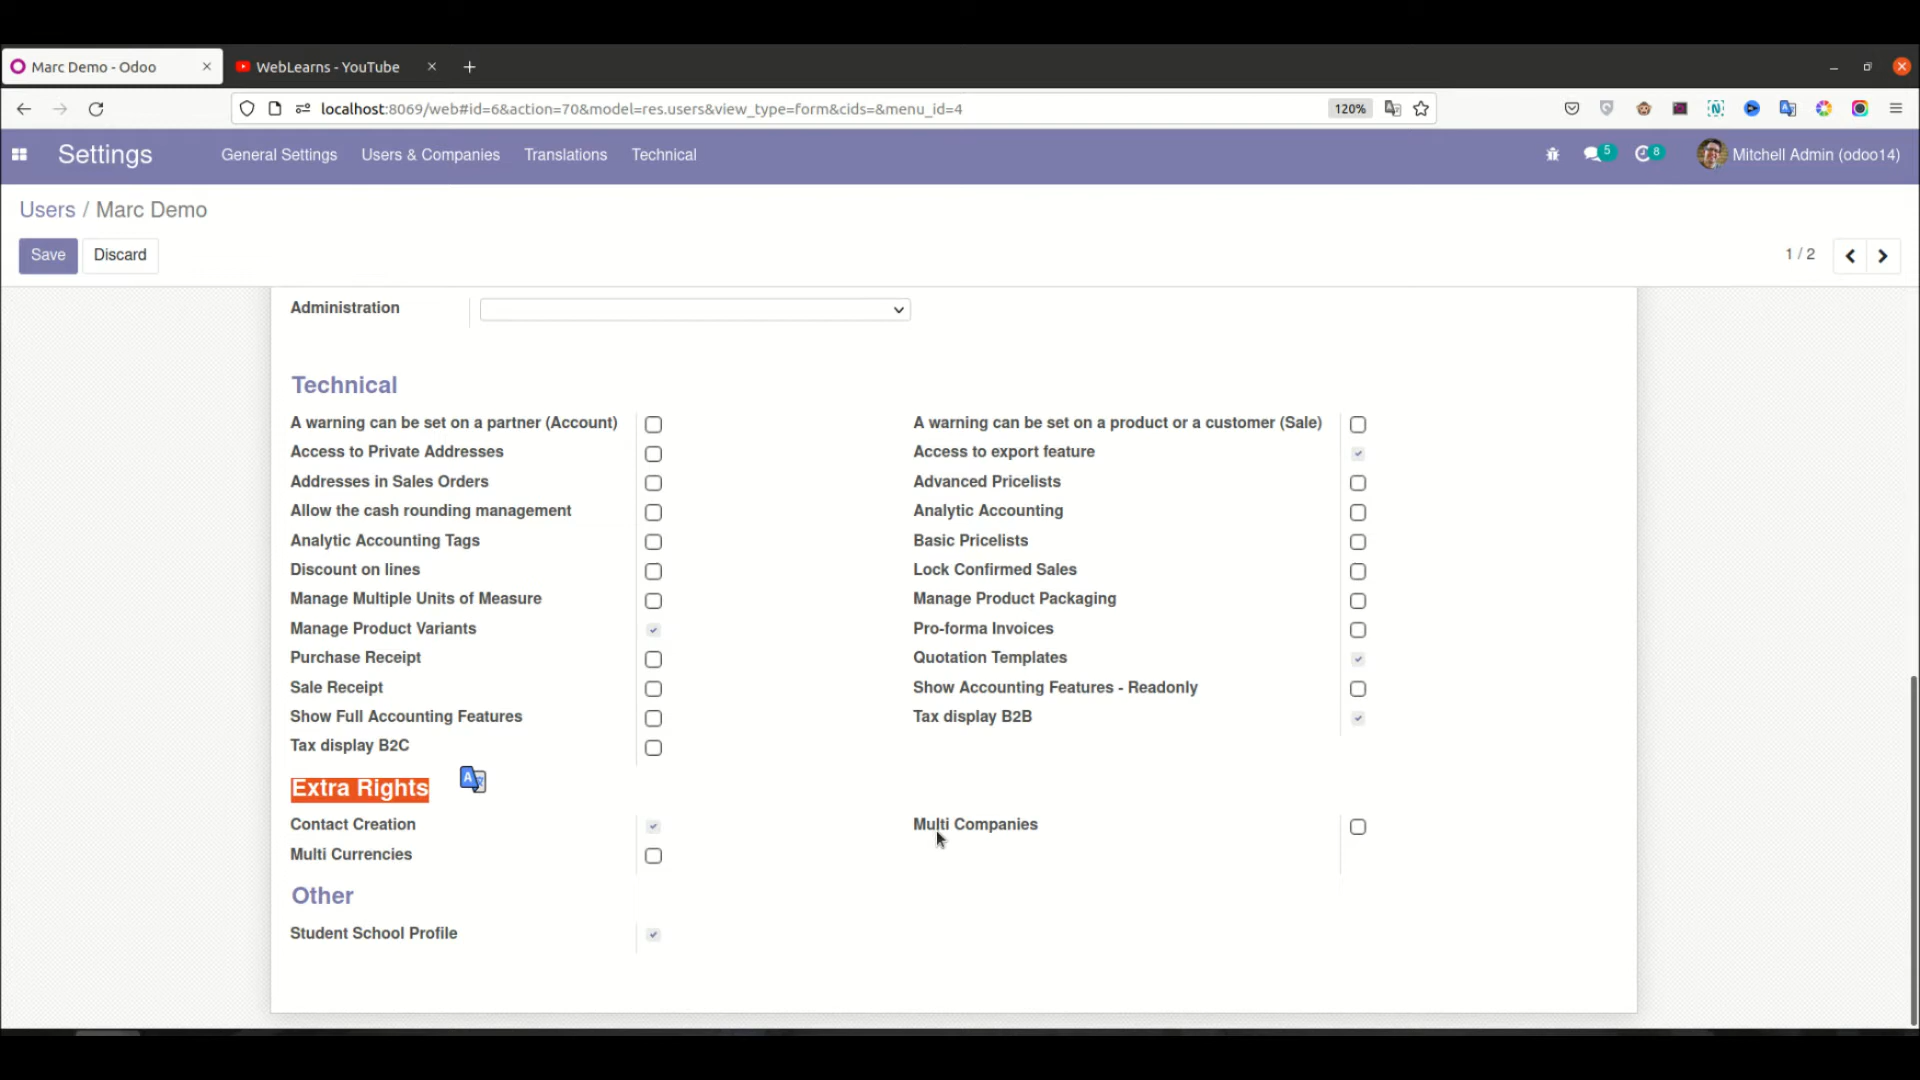 Marc Demo - Odoo
WebLearns - YouTube
localhost:8069/web#id=6&action=70&model=res.users&view_type=form&cids=&menu_id=4
120%
Settings
General Settings
Users & Companies
Translations
Technical
5
8
Mitchell Admin (odoo14)
Users / Marc Demo
Save
Discard
1 / 2
Administration
Technical
A warning can be set on a partner (Account)
A warning can be set on a product or a customer (Sale)
Access to Private Addresses
Access to export feature
Addresses in Sales Orders
Advanced Pricelists
Allow the cash rounding management
Analytic Accounting
Analytic Accounting Tags
Basic Pricelists
Discount on lines
Lock Confirmed Sales
Manage Multiple Units of Measure
Manage Product Packaging
Manage Product Variants
Pro-forma Invoices
Purchase Receipt
Quotation Templates
Sale Receipt
Show Accounting Features - Readonly
Show Full Accounting Features
Tax display B2B
Tax display B2C
Extra Rights
Contact Creation
Multi Companies
Multi Currencies
Other
Student School Profile